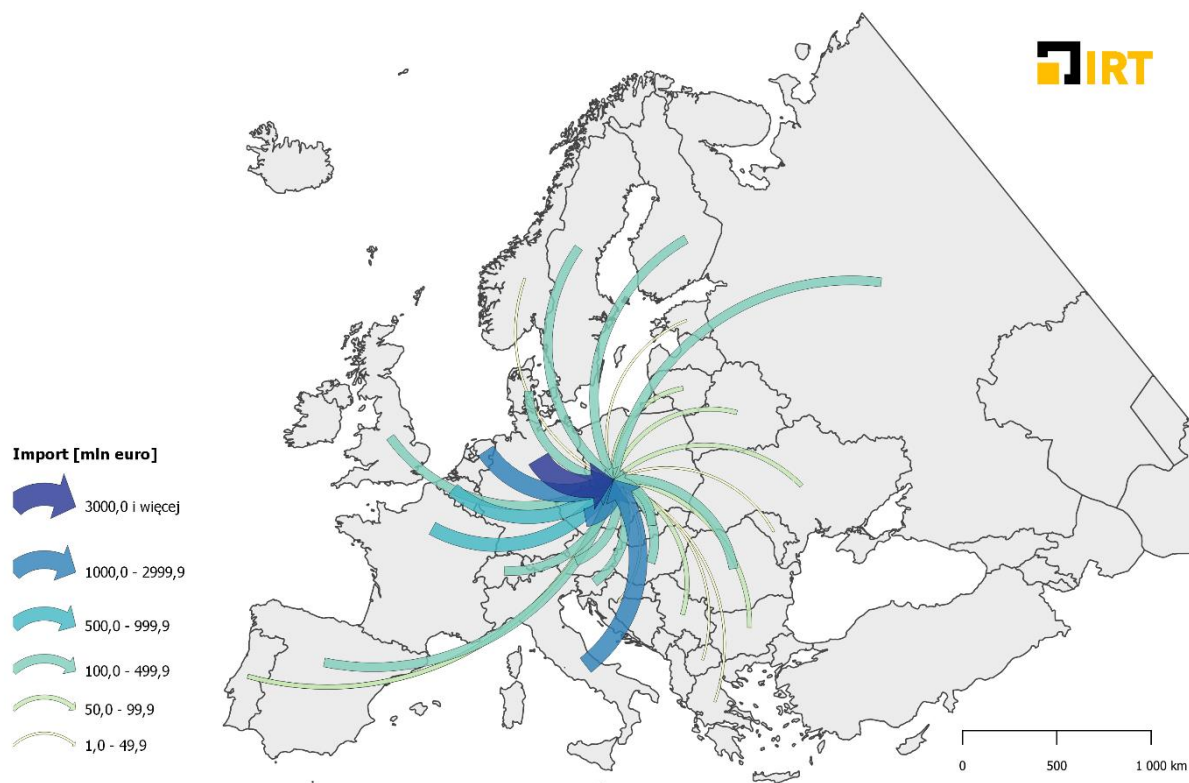 IRT
Import [mln euro]
3000,0 i więcej
1000,0 - 2999,9
500,0 - 999,9
100,0 - 499,9
50,0 - 99,9
1,0 - 49,9
0 500 1 000 km